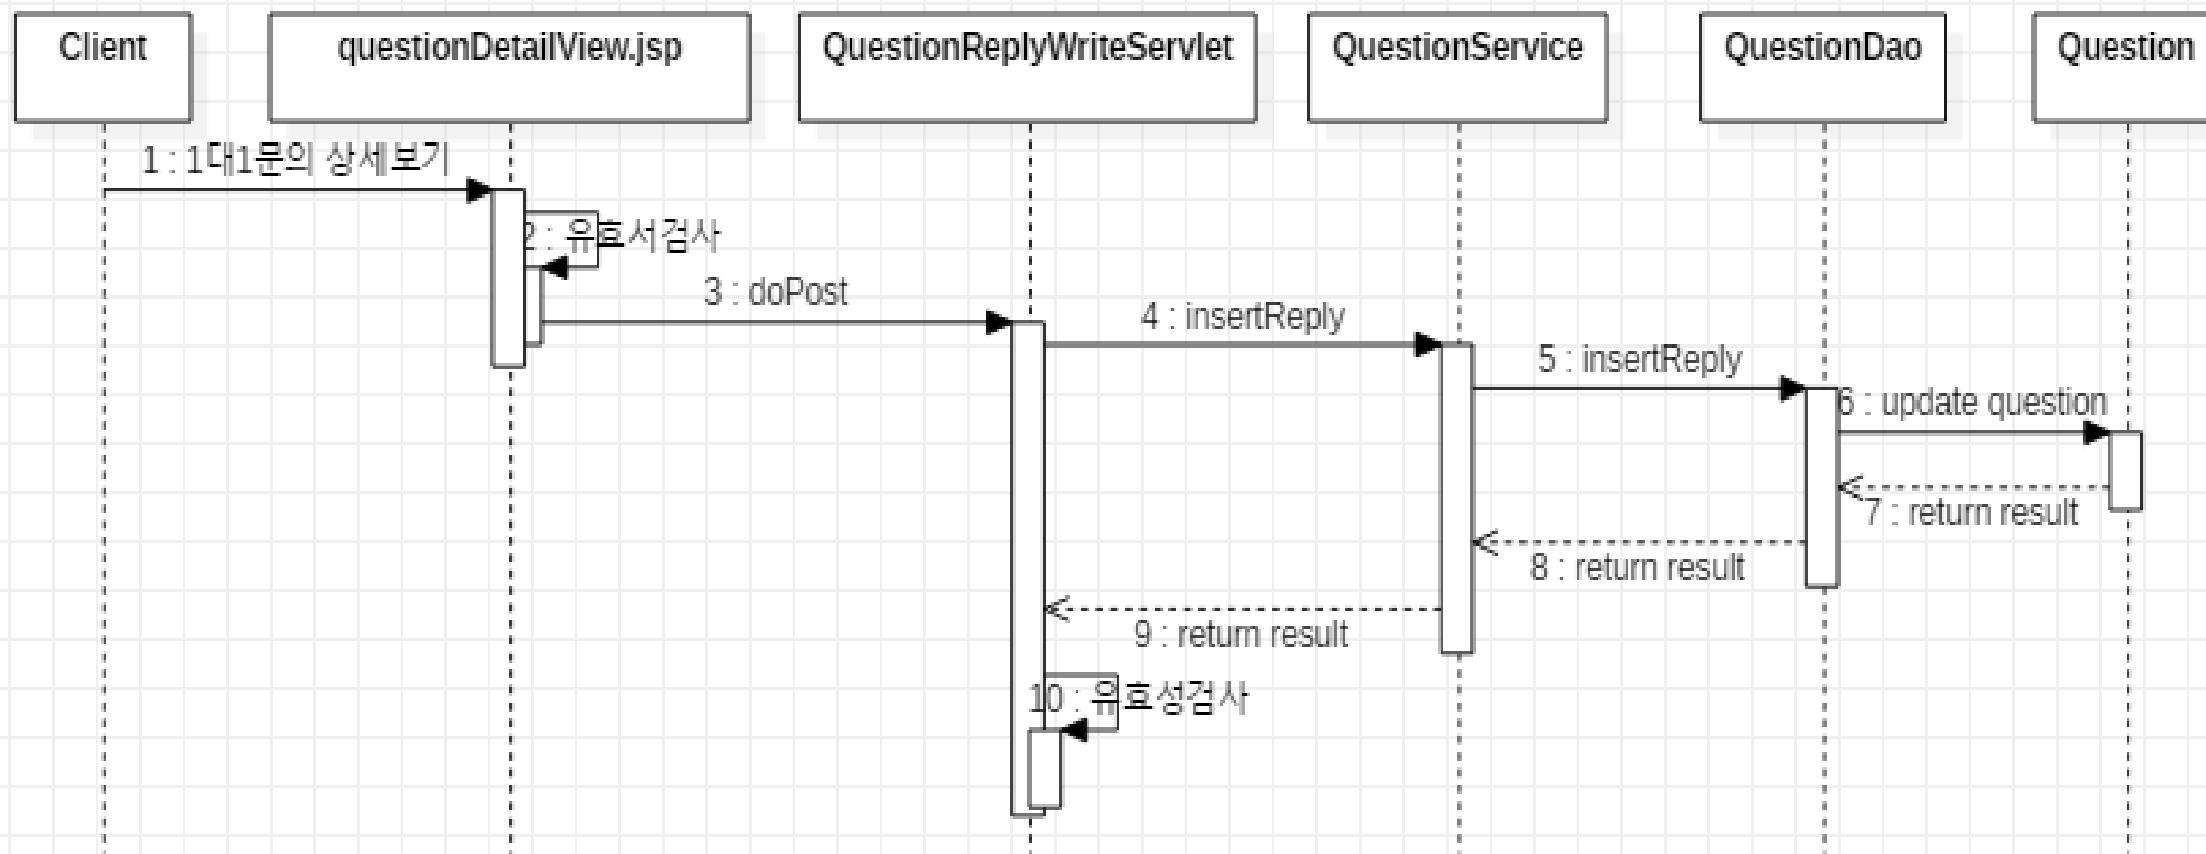 Client
questionDetailView.jsp
QuestionReplyWriteServlet
QuestionService
QuestionDao
Question
1 : 1대1문의 상세보기
2 : 유효서검사
3 : doPost
4 : insertReply
5 : insertReply
6 : update question
7 : return result
8 : return result
9 : return result
10 : 유효성검사